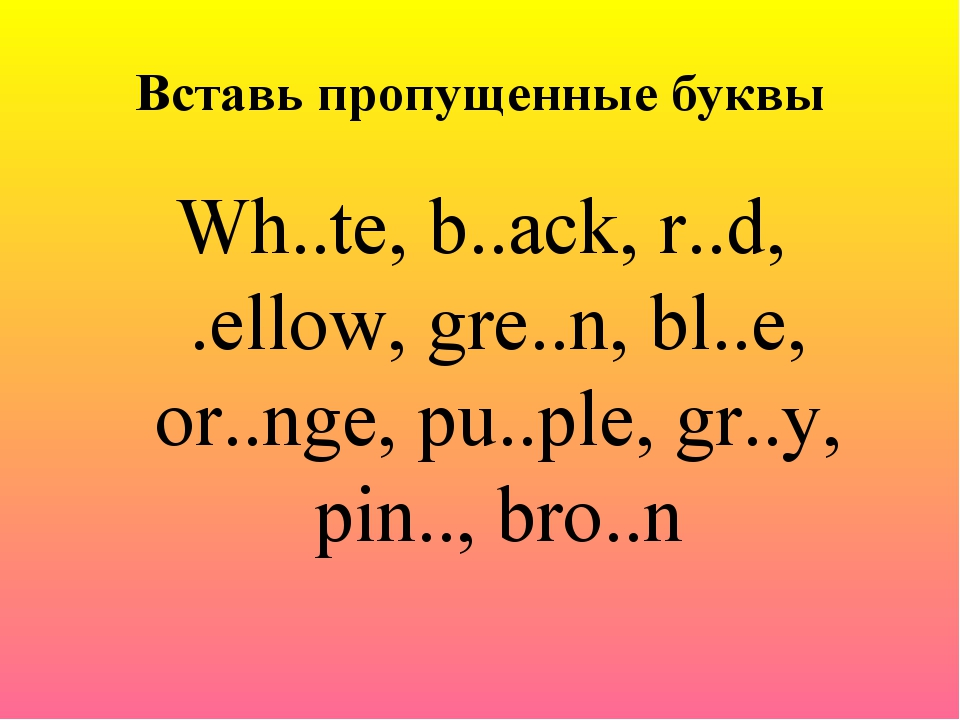 Вставь пропущенные буквы
Wh..te, b..ack, r..d,
.ellow, gre..n, bl..e,
or..nge, pu..ple, gr..y,
pin.., bro..n